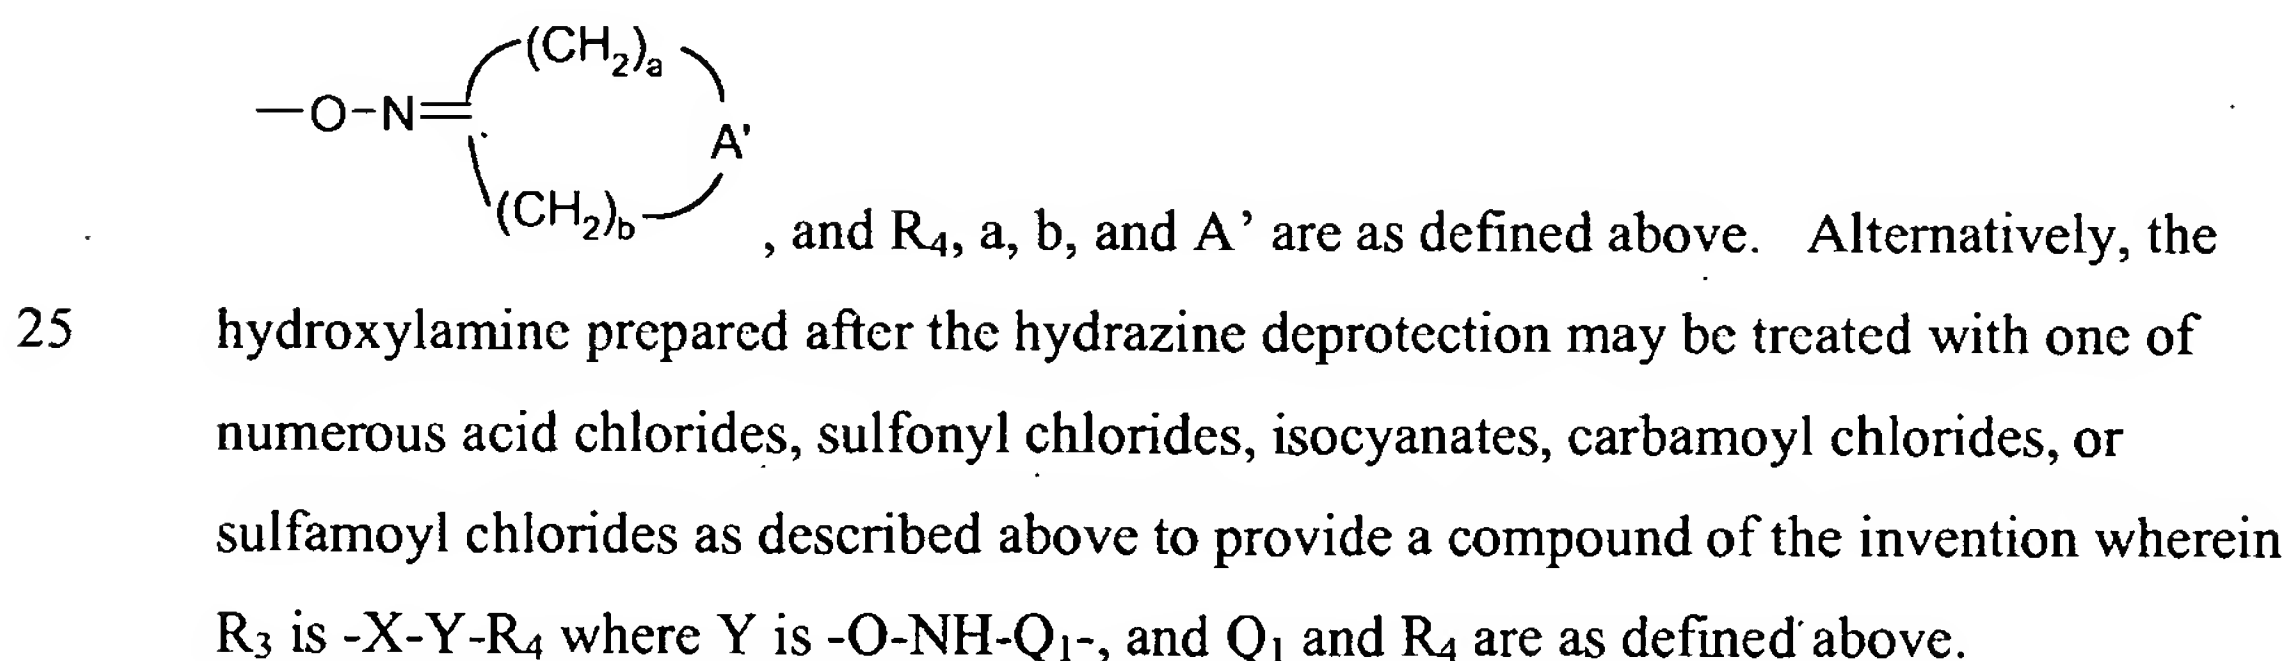 (CH2)a
—O-N=
A'
(CH2)b
, and R4, a, b, and A' are as defined above. Alternatively, the
25 hydroxylamine prepared after the hydrazine deprotection may be treated with one of
numerous acid chlorides, sulfonyl chlorides, isocyanates, carbamoyl chlorides, or
sulfamoyl chlorides as described above to provide a compound of the invention wherein
R3 is -X-Y-R4 where Y is -O-NH-Q1-, and Q1 and R4 are as defined above.